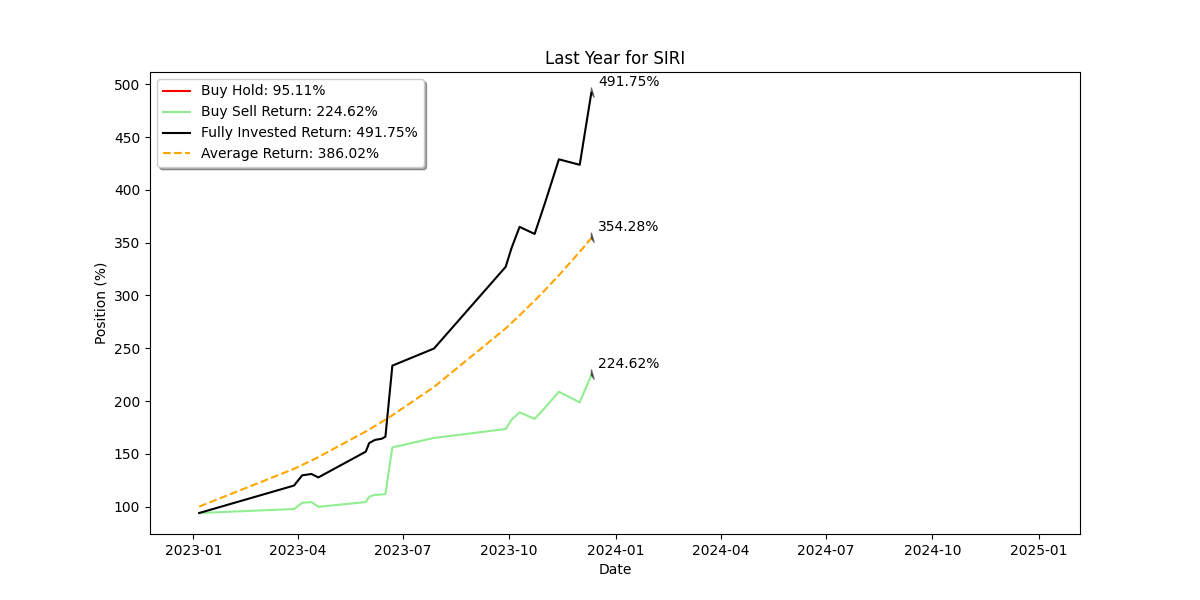 Last Year for SIRI
Buy Hold: 95.11%
Buy Sell Return: 224.62%
Fully Invested Return: 491.75%
Average Return: 386.02%
491.75%
354.28%
224.62%
500
450
400
350
300
250
200
150
100
Position (%)
2023-01 2023-04 2023-07 2023-10 2024-01 2024-04 2024-07 2024-10 2025-01
Date